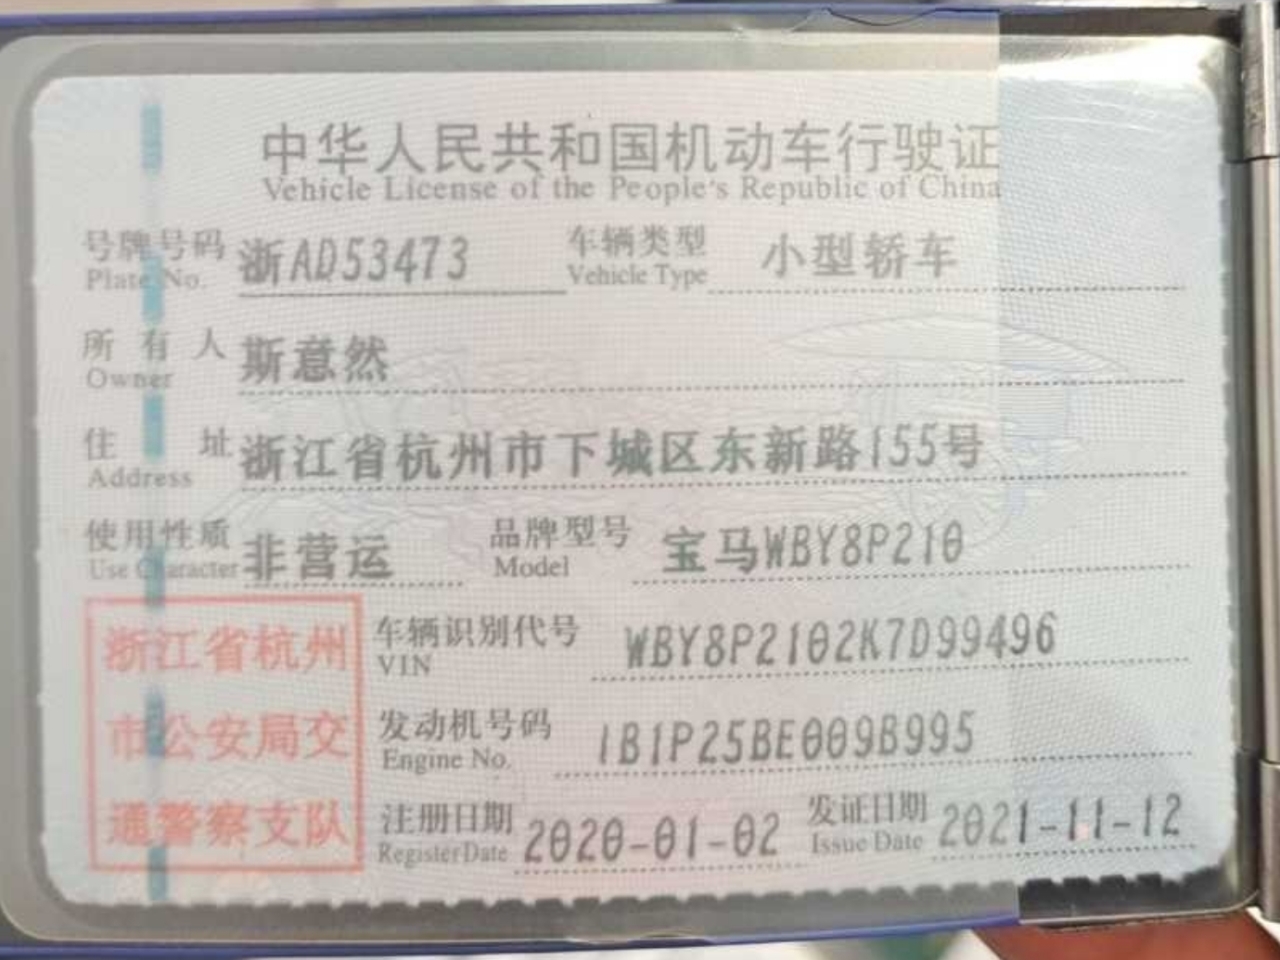 中华人民共和国机动车行驶证
Vehicle License of the People's Republic of China
号牌号码 浙AD53473 车辆类型 小型轿车
Plate No. Vehicle Type
所有人 斯意然
Owner
住址 浙江省杭州市下城区东新路155号
Address
使用性质 非营运 品牌型号 宝马WBY8P210
Use Character Model
浙江省杭州
市公安局交
通警察支队
车辆识别代号 WBY8P2102K7D99496
VIN
发动机号码 IB1P25BE009B995
Engine No.
注册日期 2020-01-02 发证日期 2021-11-12
Register Date Issue Date